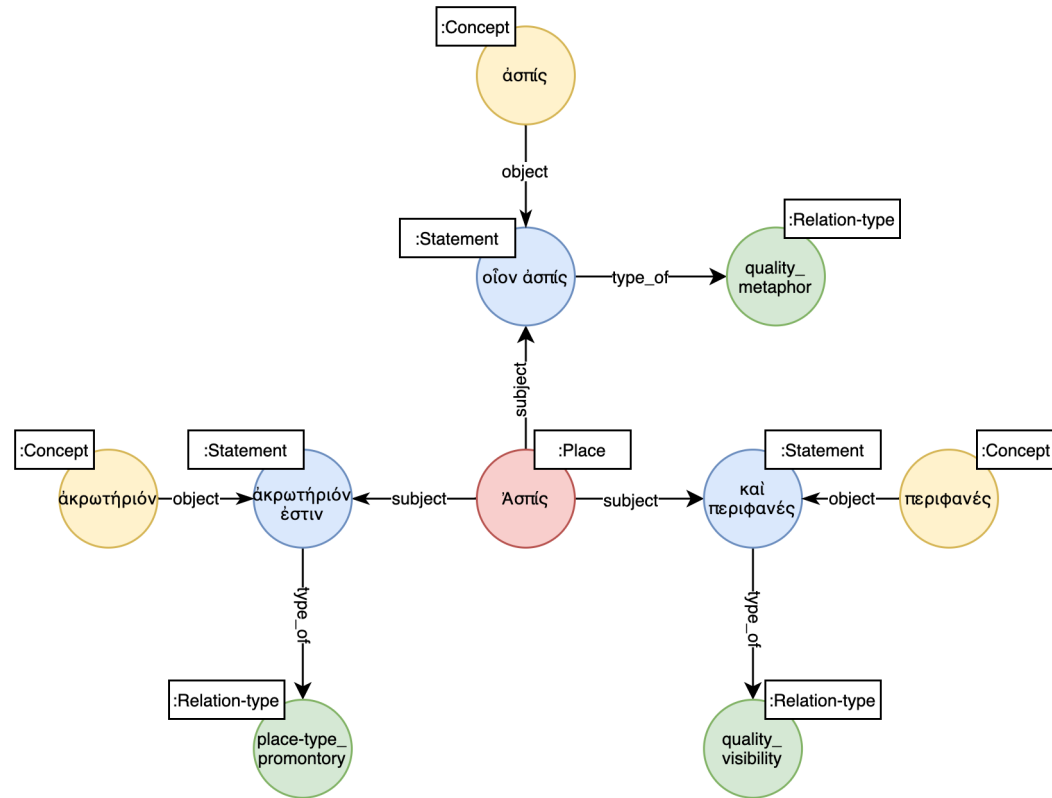 :Concept
ἀσπίς
object
:Statement
οἷον ἀσπίς
type_of
:Relation-type
quality_
metaphor
subject
:Concept
ἀκρωτήριόν
object
:Statement
ἀκρωτήριόν
ἐστιν
subject
:Place
Ἀσπίς
subject
:Statement
καὶ
περιφανές
object
:Concept
περιφανές
type_of
type_of
:Relation-type
place-type_
promontory
:Relation-type
quality_
visibility